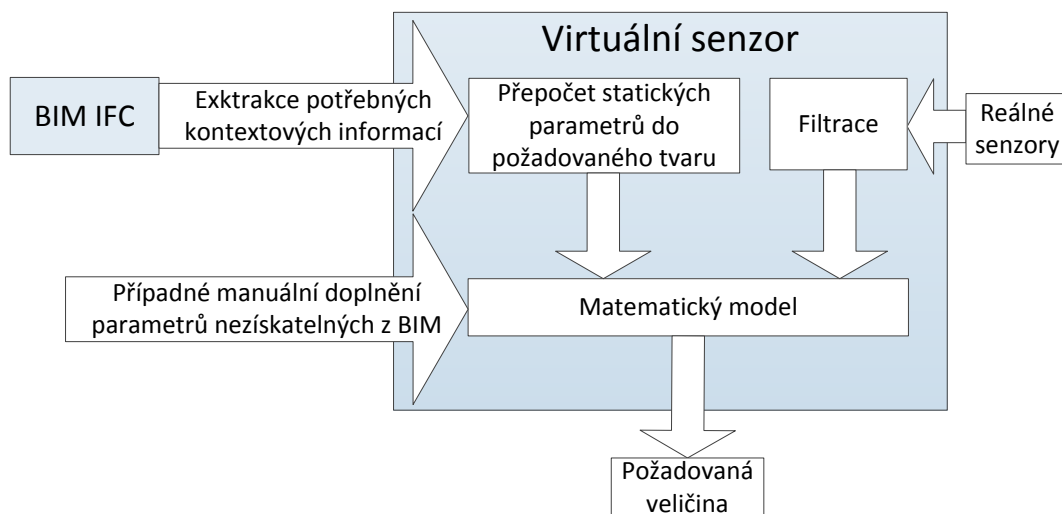 Virtuální senzor
BIM IFC
Exktrakce potřebných
kontextových informací
Přepočet statických
parametrů do
požadovaného tvaru
Filtrace
Reálné
senzory
Případné manuální doplnění
parametrů nezískatelných z BIM
Matematický model
Požadovaná
veličina